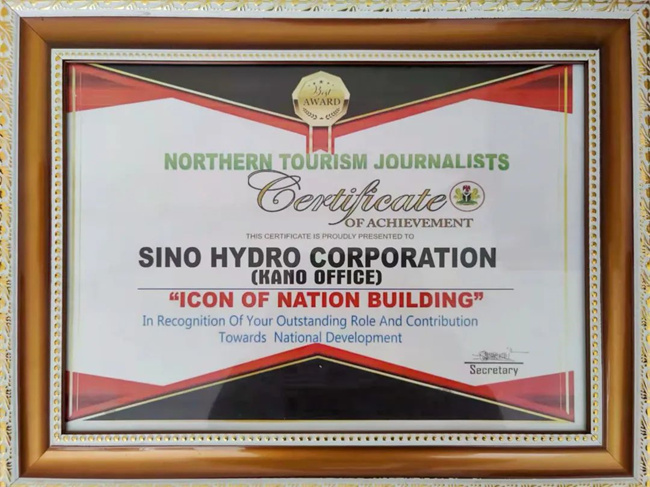 Best
AWARD
NORTHERN TOURISM JOURNALISTS
Certificate
OF ACHIEVEMENT
THIS CERTIFICATE IS PROUDLY PRESENTED TO
SINO HYDRO CORPORATION
(KANO OFFICE)
“ICON OF NATION BUILDING”
In Recognition Of Your Outstanding Role And Contribution
Towards National Development
Secretary